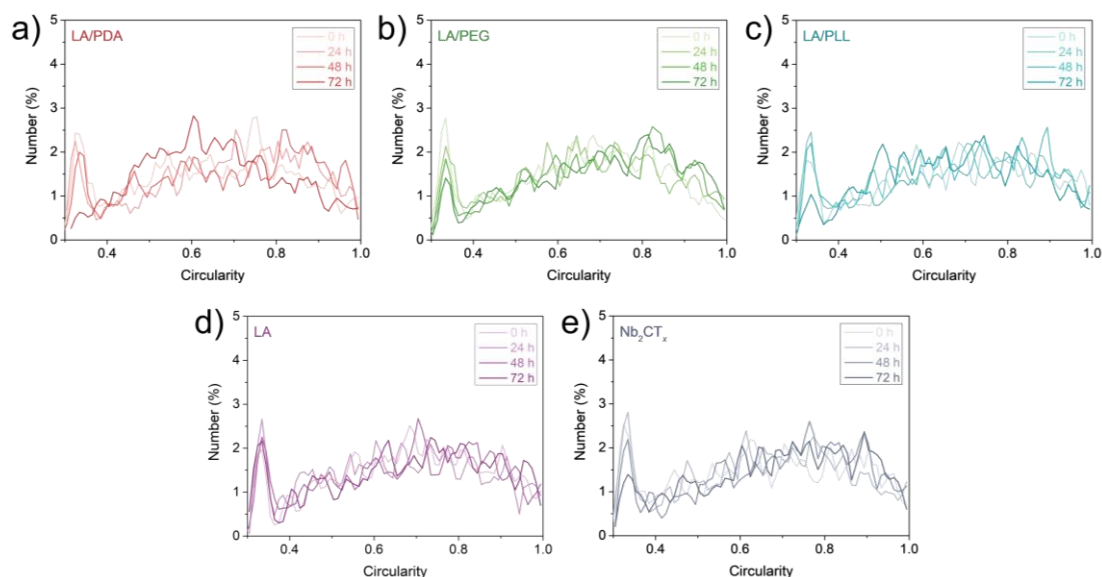 a)
LA/PDA
0 h
24 h
48 h
72 h
Number (%)
5
4
3
2
1
0
0.4 0.6 0.8 1.0
Circularity
b)
LA/PEG
0 h
24 h
48 h
72 h
Number (%)
5
4
3
2
1
0
0.4 0.6 0.8 1.0
Circularity
c)
LA/PLL
0 h
24 h
48 h
72 h
Number (%)
5
4
3
2
1
0
0.4 0.6 0.8 1.0
Circularity
d)
LA
0 h
24 h
48 h
72 h
Number (%)
5
4
3
2
1
0
0.4 0.6 0.8 1.0
Circularity
e)
Nb₂CTₓ
0 h
24 h
48 h
72 h
Number (%)
5
4
3
2
1
0
0.4 0.6 0.8 1.0
Circularity